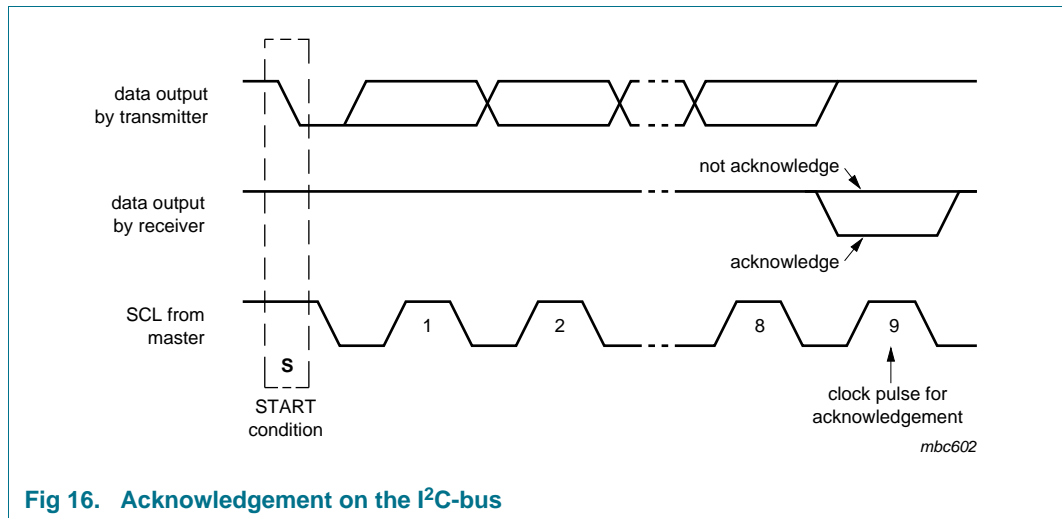 data output
by transmitter
not acknowledge
data output
by receiver
acknowledge
SCL from
master
1
2
8
9
S
START
condition
clock pulse for
acknowledgement
mbc602
Fig 16. Acknowledgement on the I²C-bus